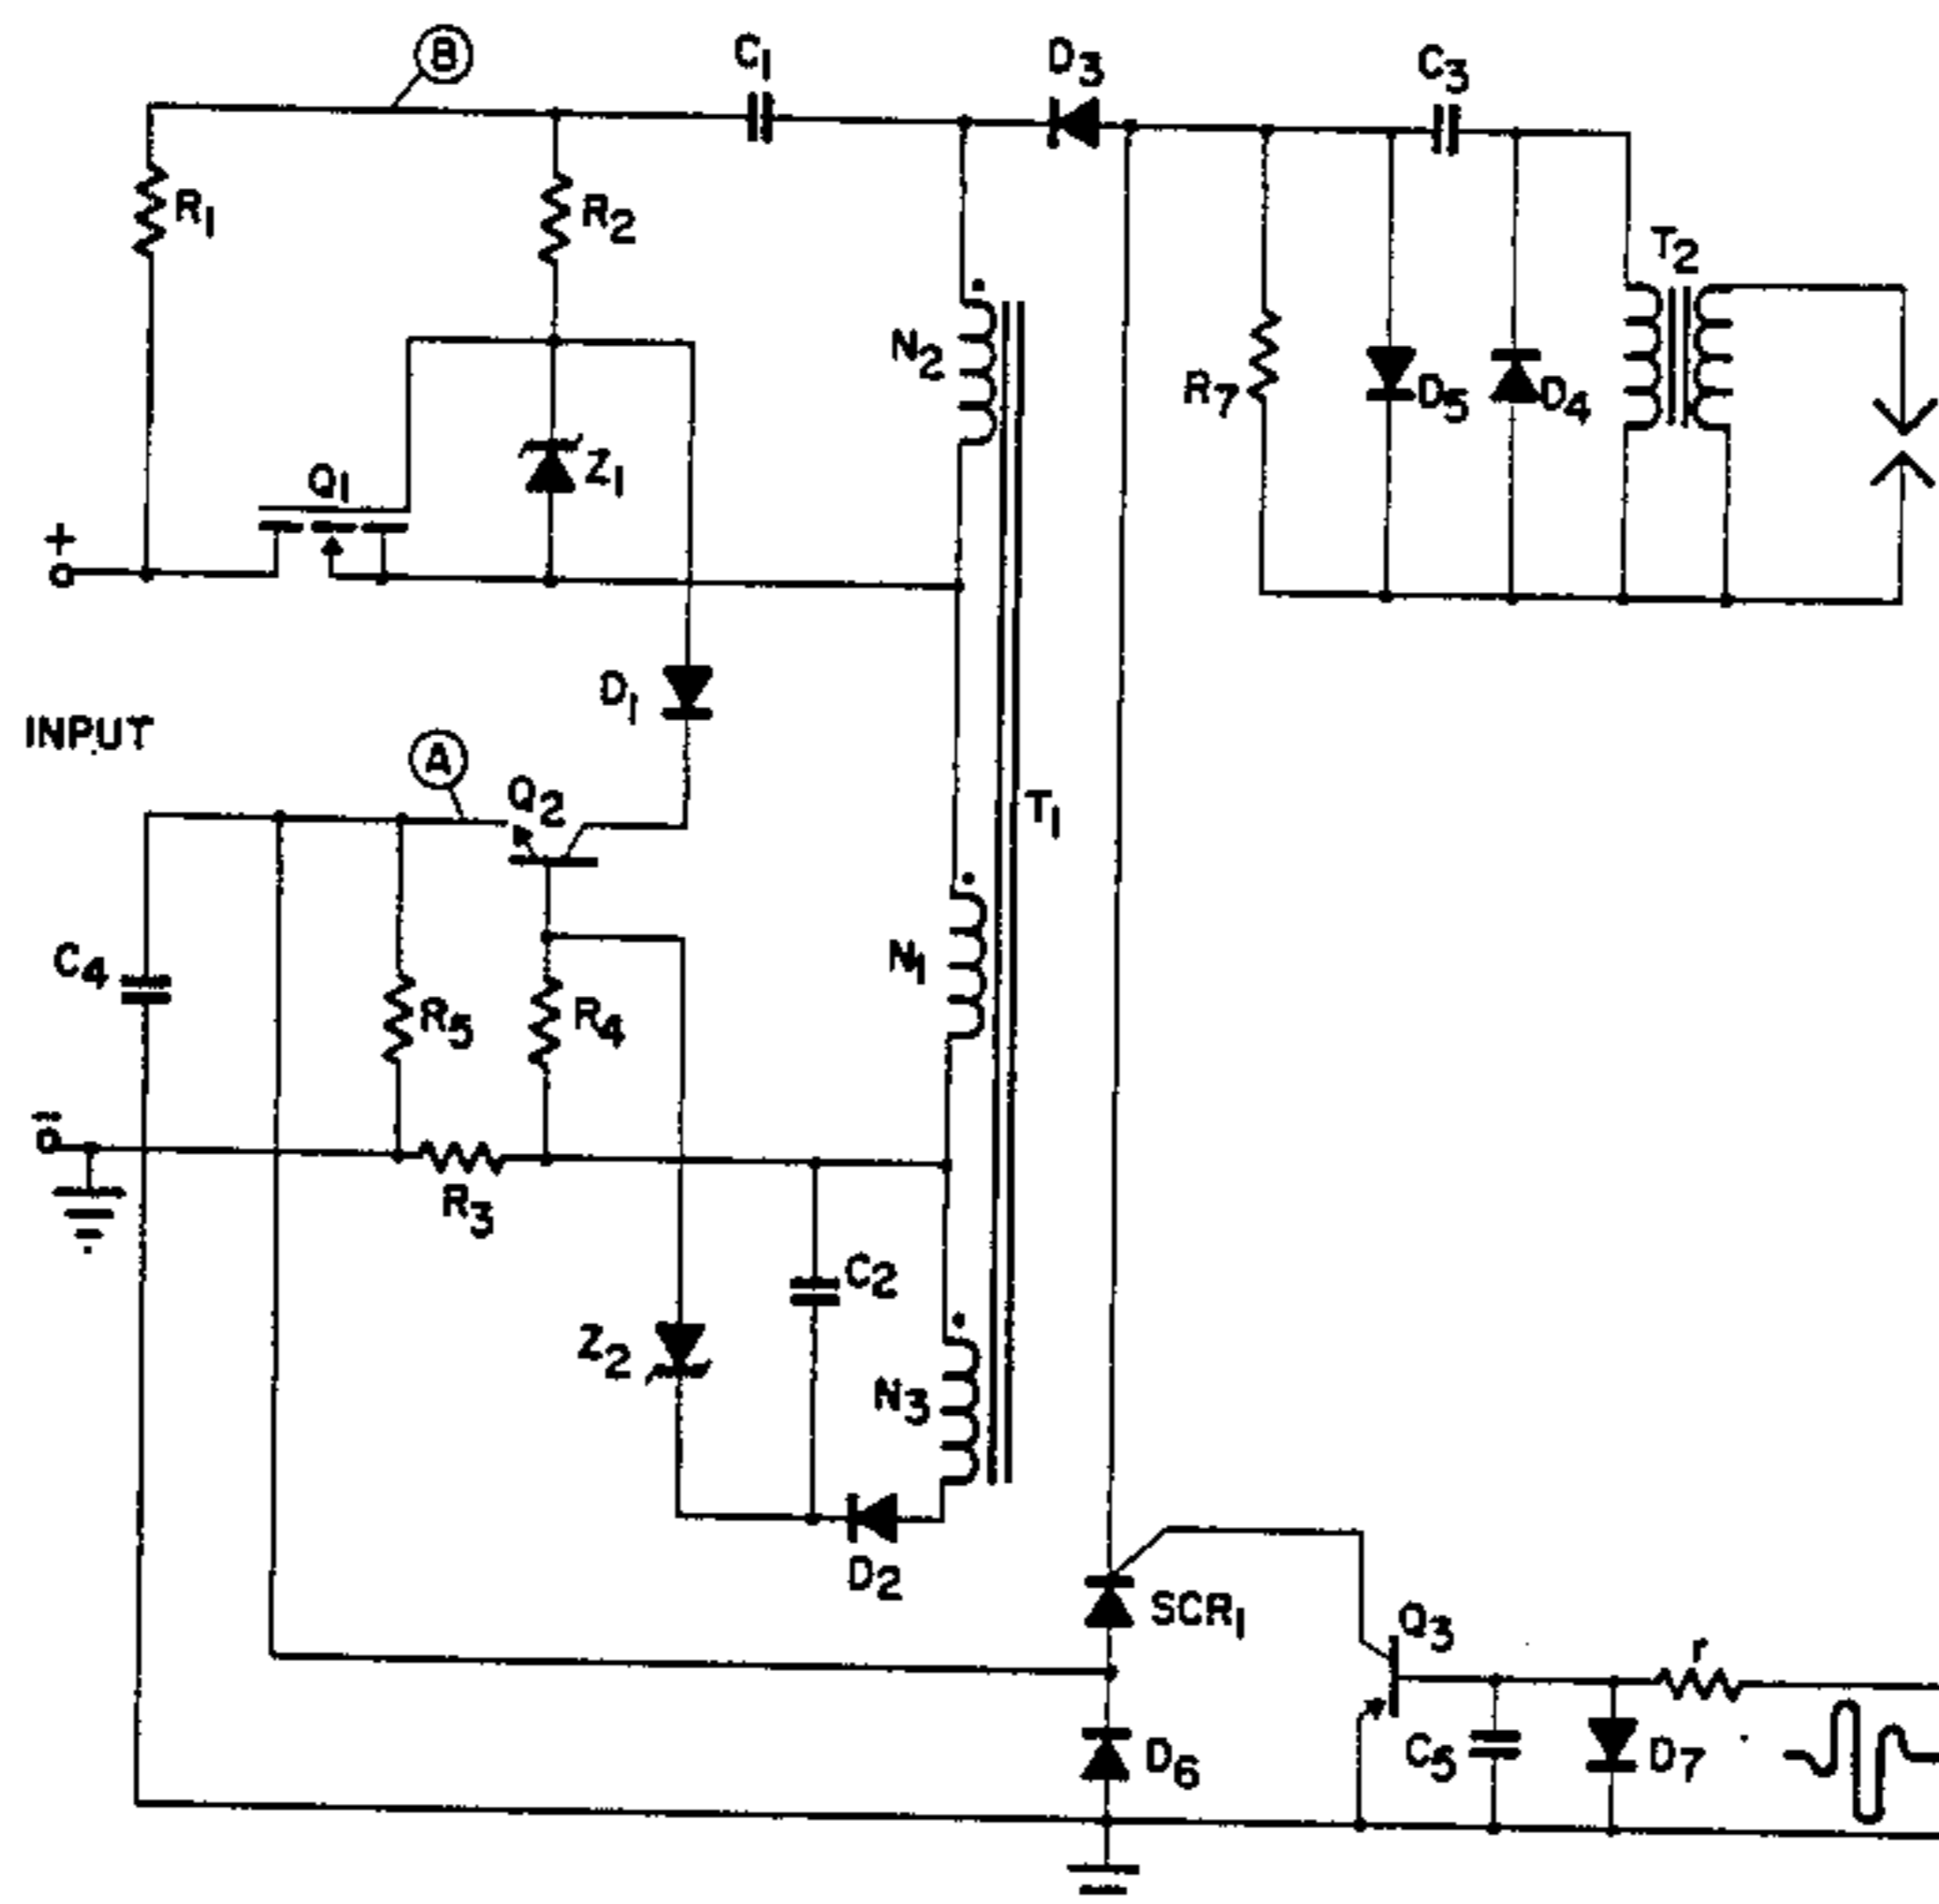 B
C1
D3
C3
R1
R2
T2
N2
R7
D5
D4
Q1
Z1
+
D1
INPUT
A
Q2
T1
N1
C4
R5
R4
−
R3
C2
Z2
N3
D2
SCR1
Q3
r
D6
C5
D7